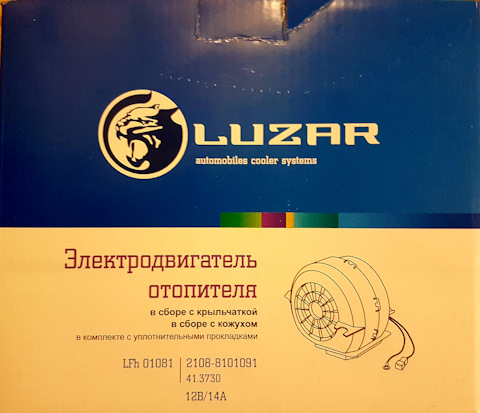 LUZAR
automobiles cooler systems
Электродвигатель
отопителя
в сборе с крыльчаткой
в сборе с кожухом
в комплекте с уплотнительными прокладками
LFh 01081 | 2108-8101091
41.3730
12В/14А